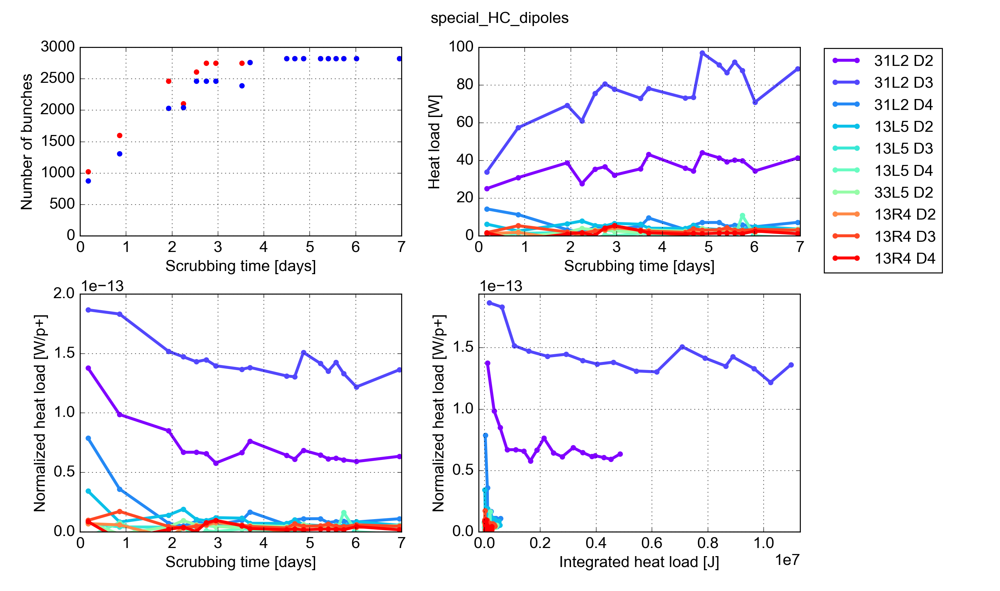 special_HC_dipoles
3000
2500
2000
1500
1000
500
0
Number of bunches
0 1 2 3 4 5 6 7
Scrubbing time [days]
100
80
60
40
20
0
Heat load [W]
0 1 2 3 4 5 6 7
Scrubbing time [days]
31L2 D2
31L2 D3
31L2 D4
13L5 D2
13L5 D3
13L5 D4
33L5 D2
13R4 D2
13R4 D3
13R4 D4
1e−13
2.0
1.5
1.0
0.5
0.0
Normalized heat load [W/p+]
0 1 2 3 4 5 6 7
Scrubbing time [days]
1e−13
1.5
1.0
0.5
0.0
Normalized heat load [W/p+]
0.0 0.2 0.4 0.6 0.8 1.0
1e7
Integrated heat load [J]